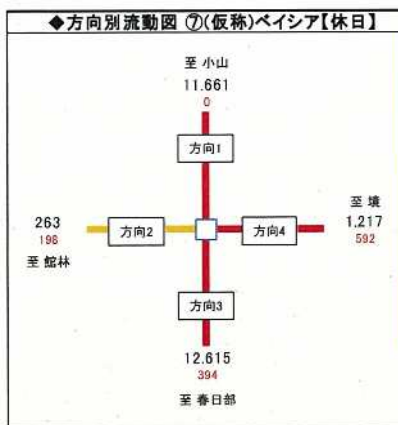 ◆方向別流動図 ⑦(仮称)ベイシア【休日】
至 小山
11.661
0
方向1
263
198
至 館林
方向2
方向4
至 境
1.217
592
方向3
12.615
394
至 春日部